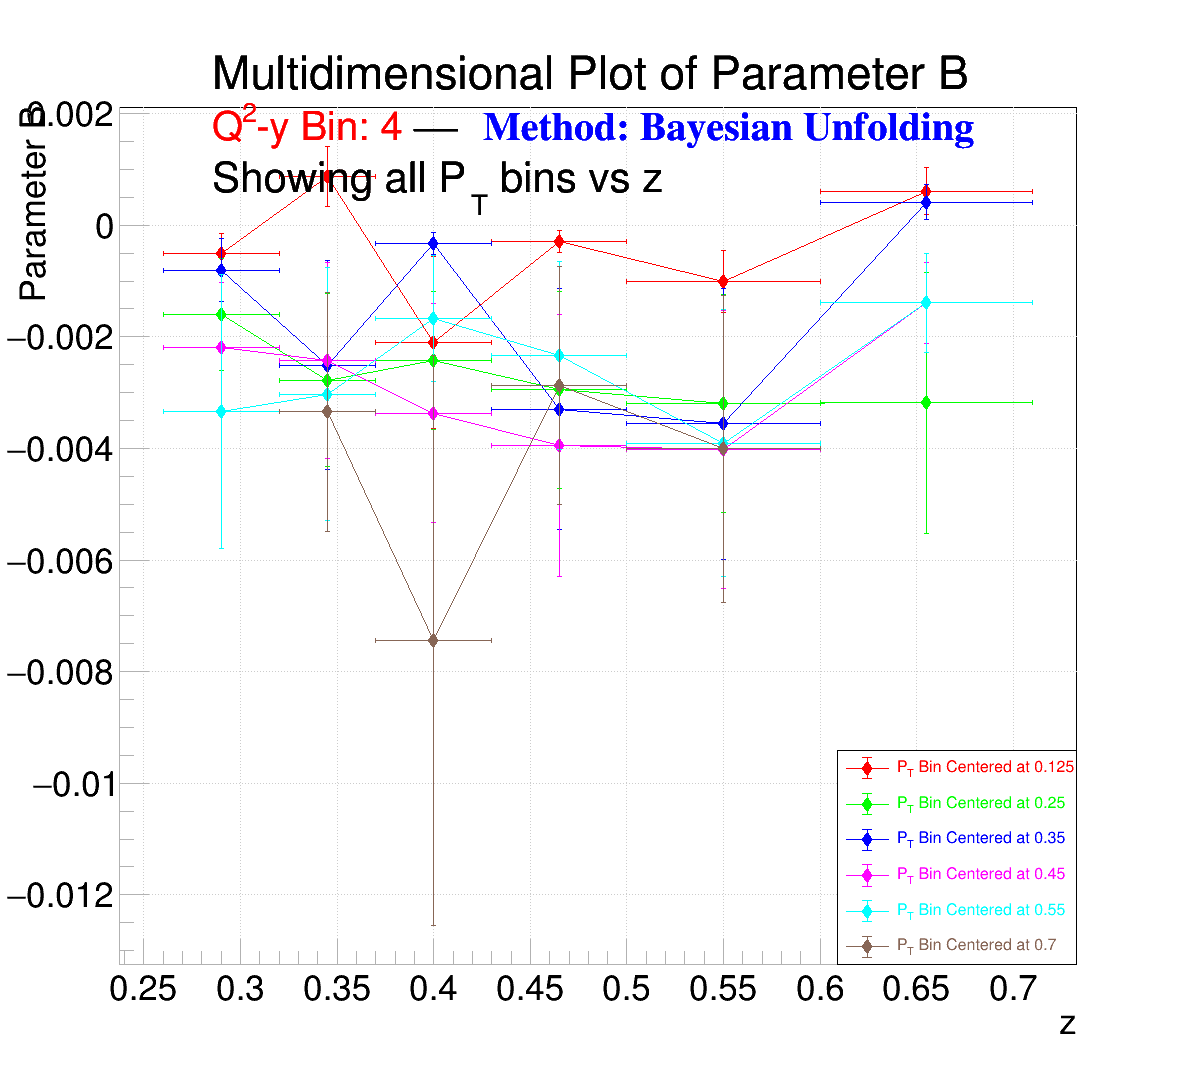 Multidimensional Plot of Parameter B
Q2-y Bin: 4 — Method: Bayesian Unfolding
Showing all PT bins vs z
Parameter B
0.002
0
−0.002
−0.004
−0.006
−0.008
−0.01
−0.012
PT Bin Centered at 0.125
PT Bin Centered at 0.25
PT Bin Centered at 0.35
PT Bin Centered at 0.45
PT Bin Centered at 0.55
PT Bin Centered at 0.7
0.25 0.3 0.35 0.4 0.45 0.5 0.55 0.6 0.65 0.7
z